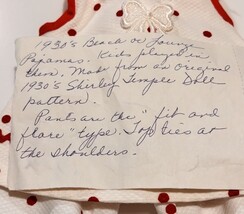 1930's Beach or Lounge
Pajamas. Kids played in
them. Made from an original
1930's Shirley Temple Doll
pattern.
Pants are the "fit and
flare" type. Top ties at
the shoulders.